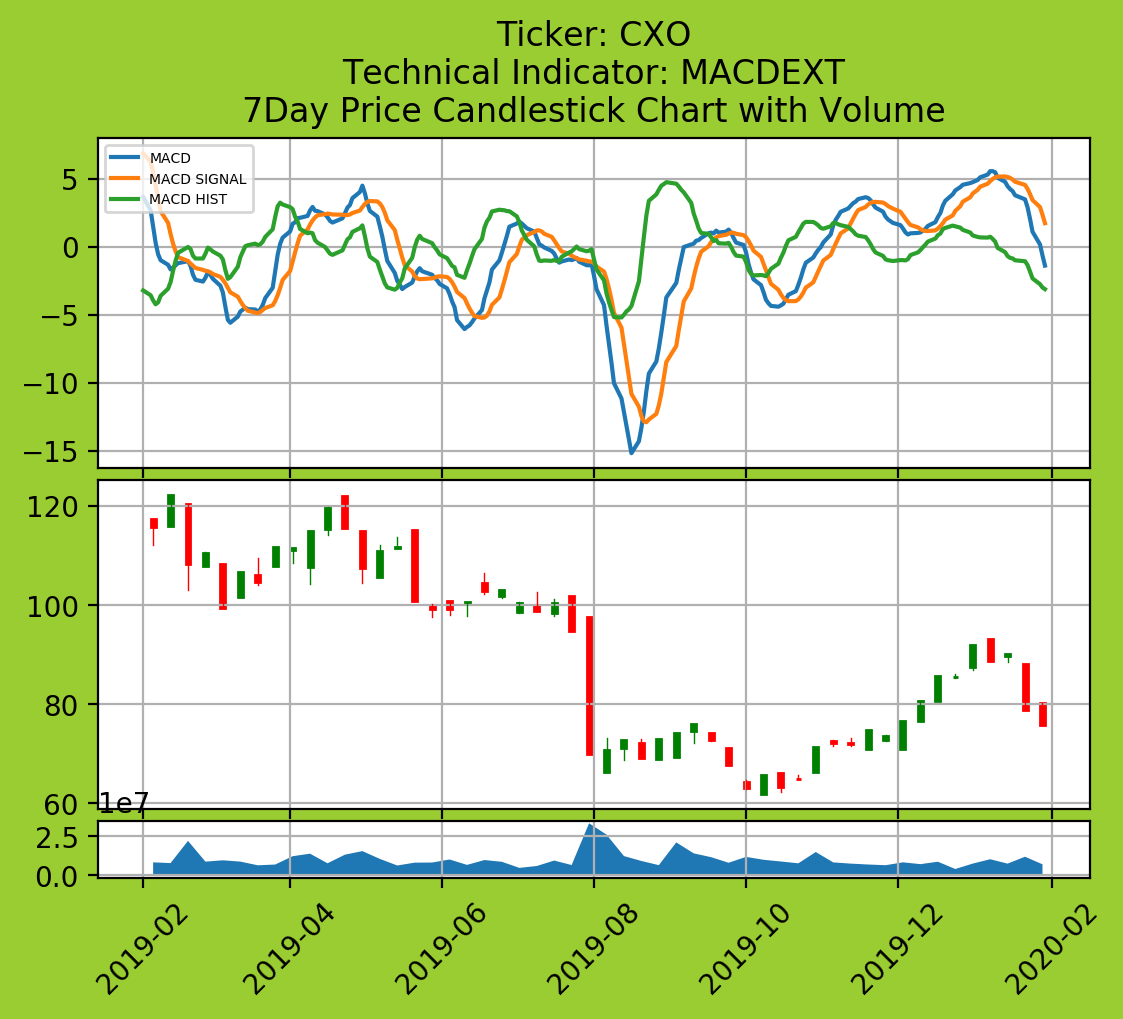 Ticker: CXO
Technical Indicator: MACDEXT
7Day Price Candlestick Chart with Volume
MACD
MACD SIGNAL
MACD HIST
5
0
−5
−10
−15
120
100
80
60
1e7
2.5
0.0
2019-02
2019-04
2019-06
2019-08
2019-10
2019-12
2020-02